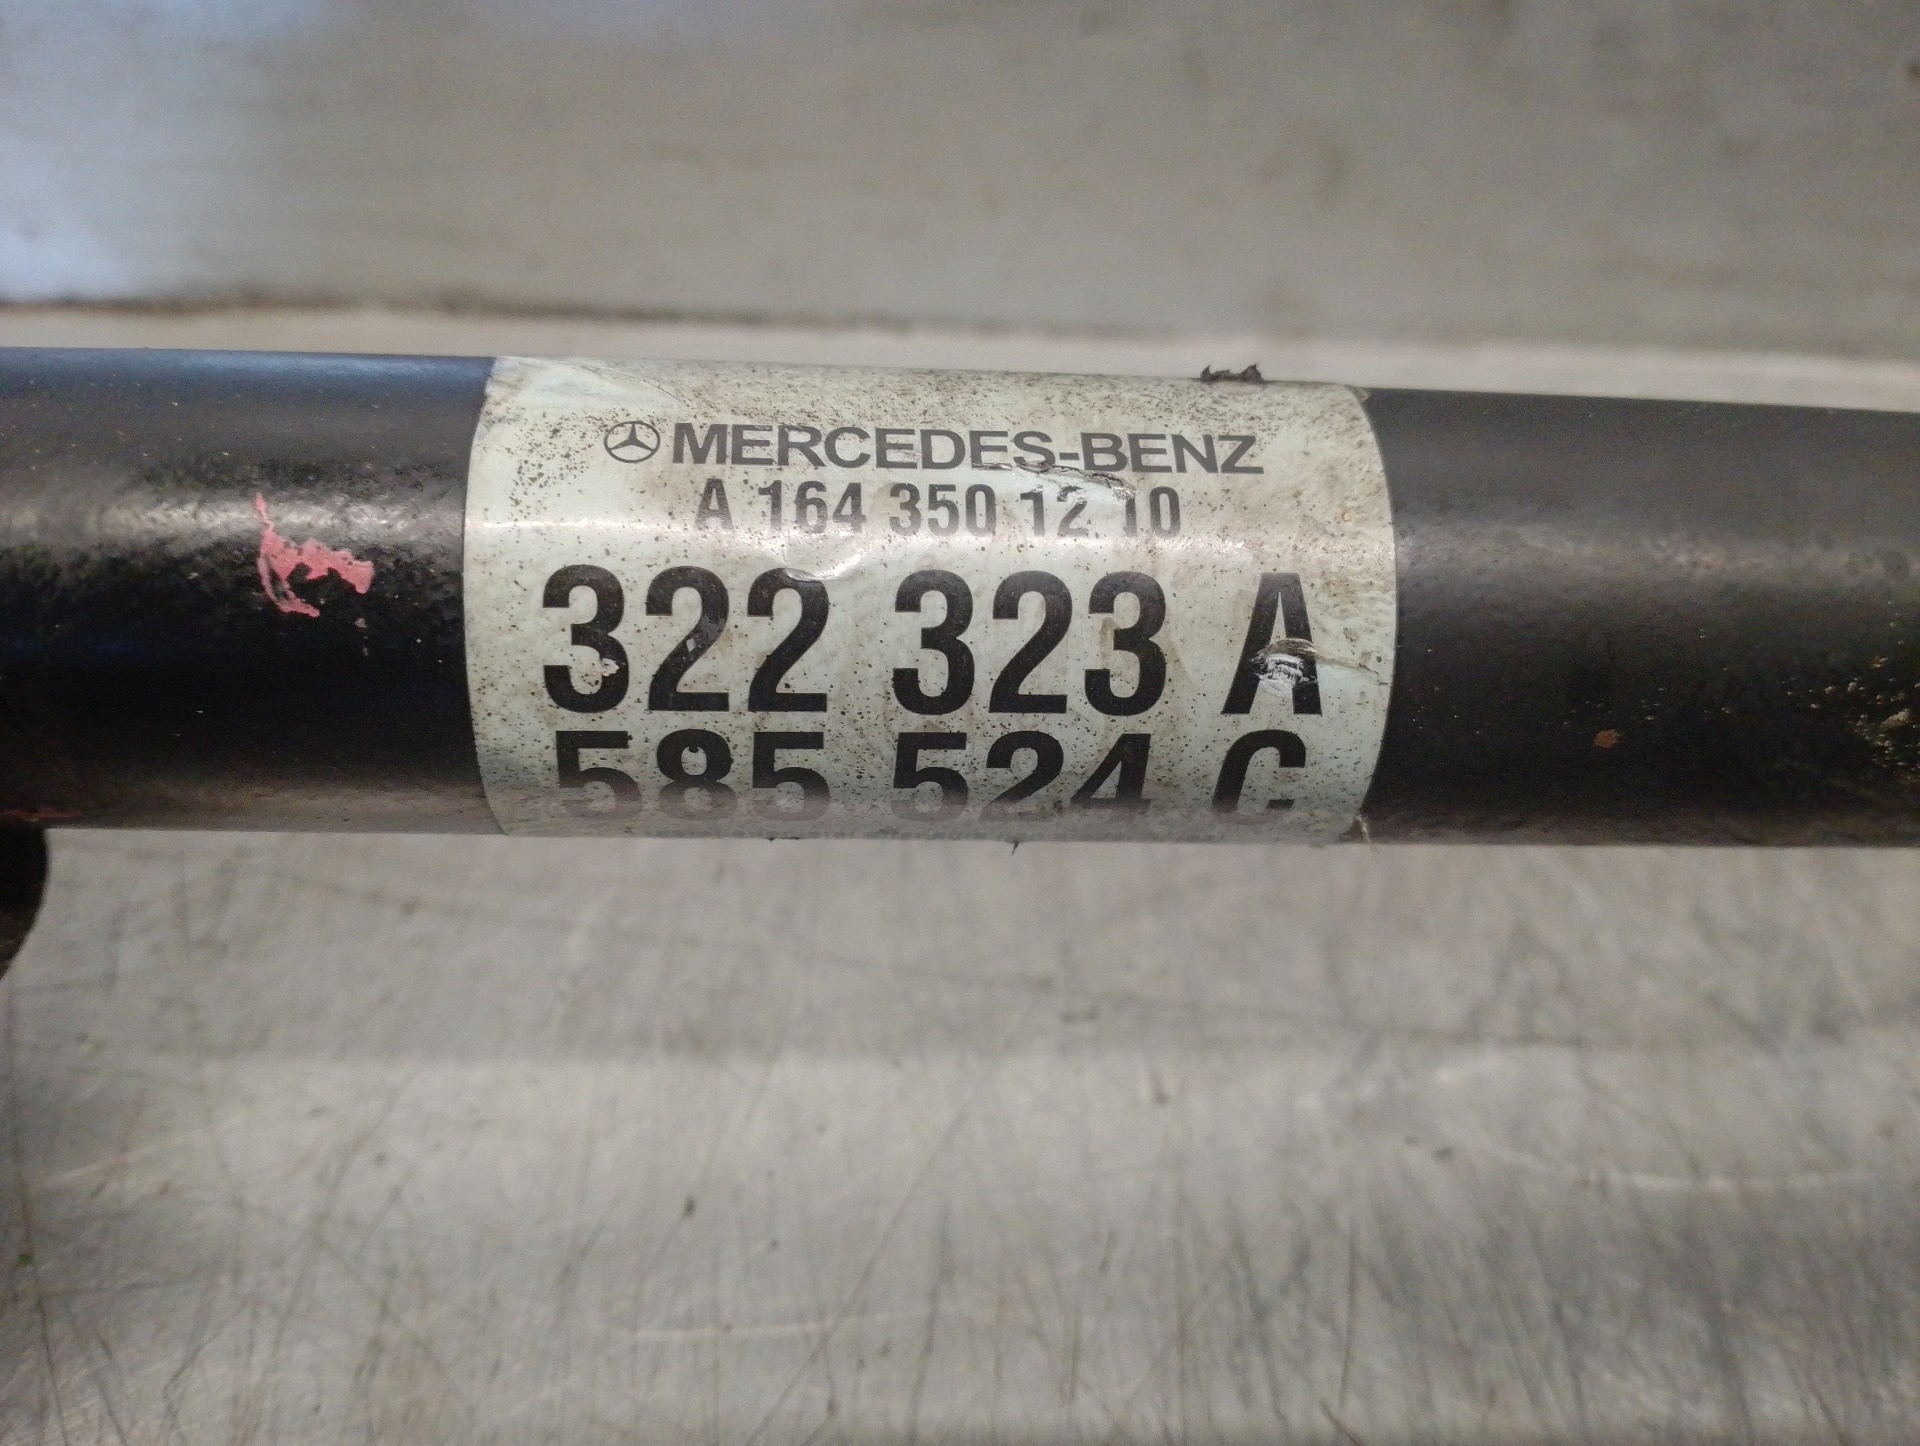 MERCEDES-BENZ
A 164 350 12 10
322 323 A
585 524 C